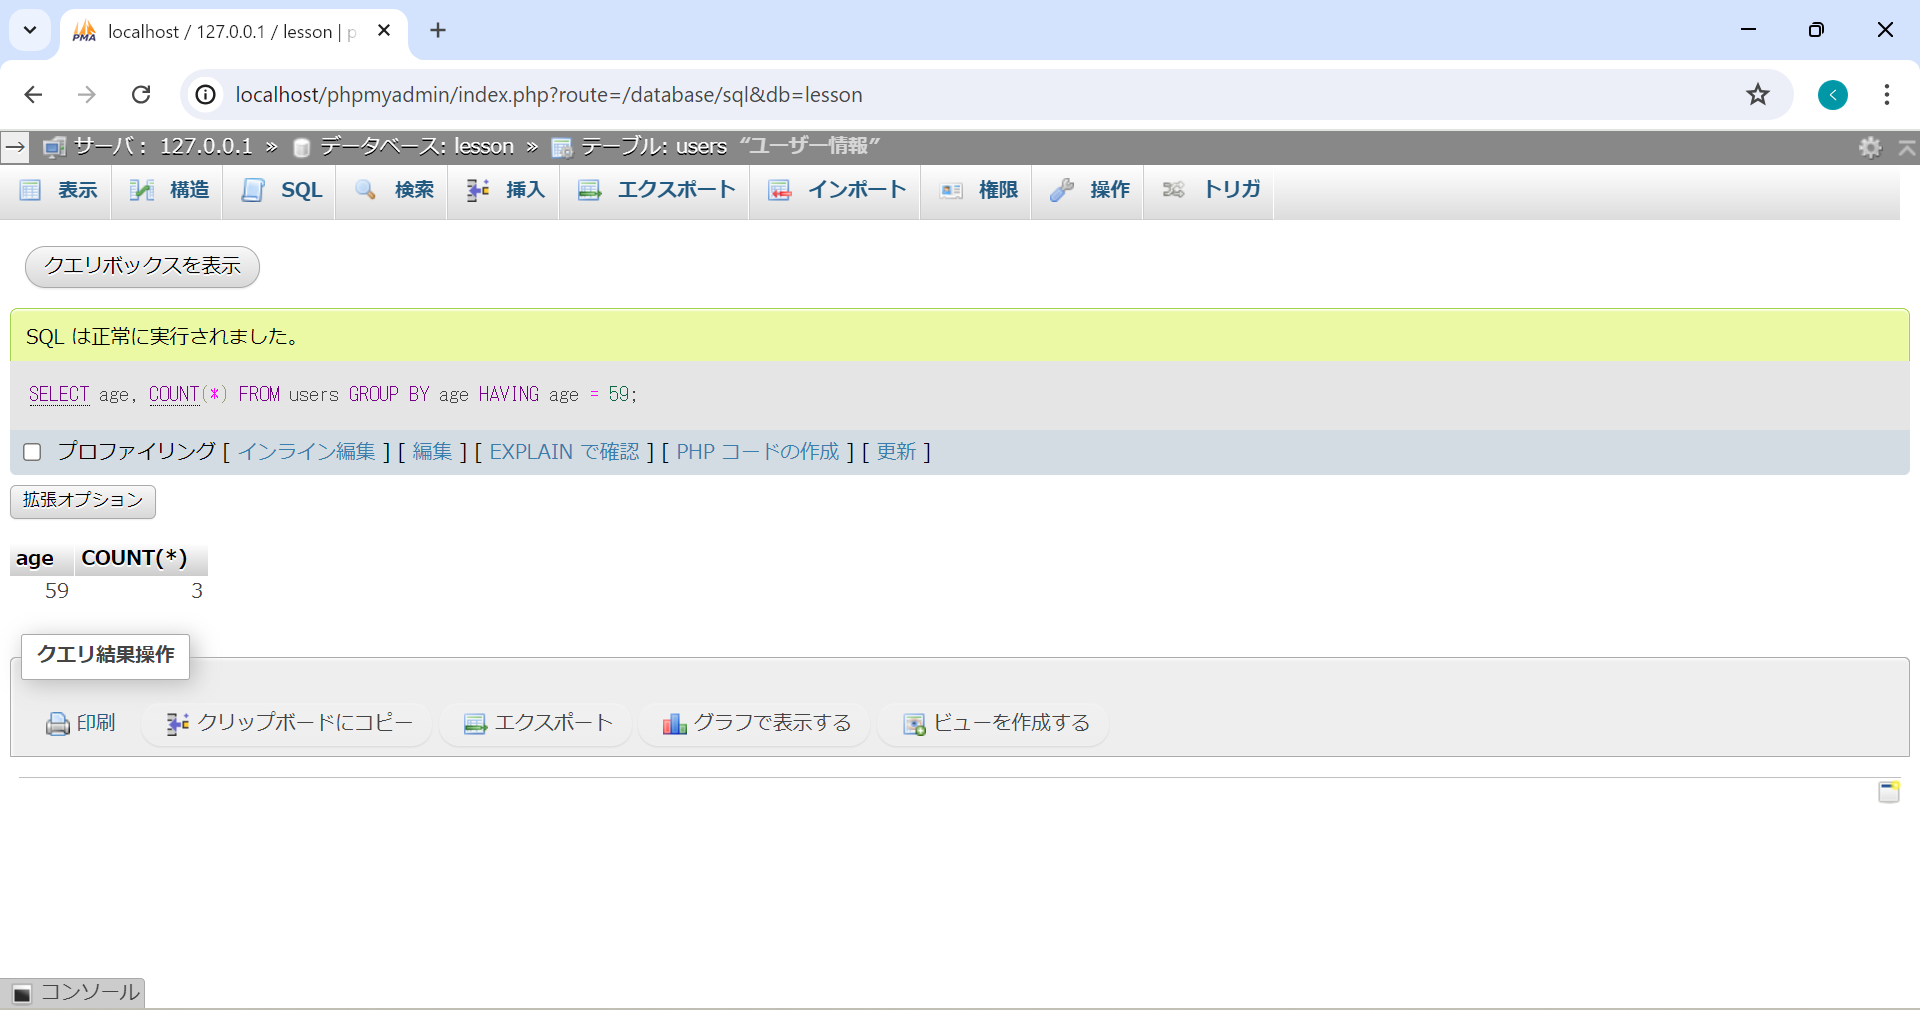 localhost / 127.0.0.1 / lesson | p
localhost/phpmyadmin/index.php?route=/database/sql&db=lesson
サーバ: 127.0.0.1 » データベース: lesson » テーブル: users “ユーザー情報”
表示 構造 SQL 検索 挿入 エクスポート インポート 権限 操作 トリガ
クエリボックスを表示
SQL は正常に実行されました。
SELECT age, COUNT(*) FROM users GROUP BY age HAVING age = 59;
プロファイリング [ インライン編集 ] [ 編集 ] [ EXPLAIN で確認 ] [ PHP コードの作成 ] [ 更新 ]
拡張オプション
age COUNT(*)
59 3
クエリ結果操作
印刷 クリップボードにコピー エクスポート グラフで表示する ビューを作成する
コンソール